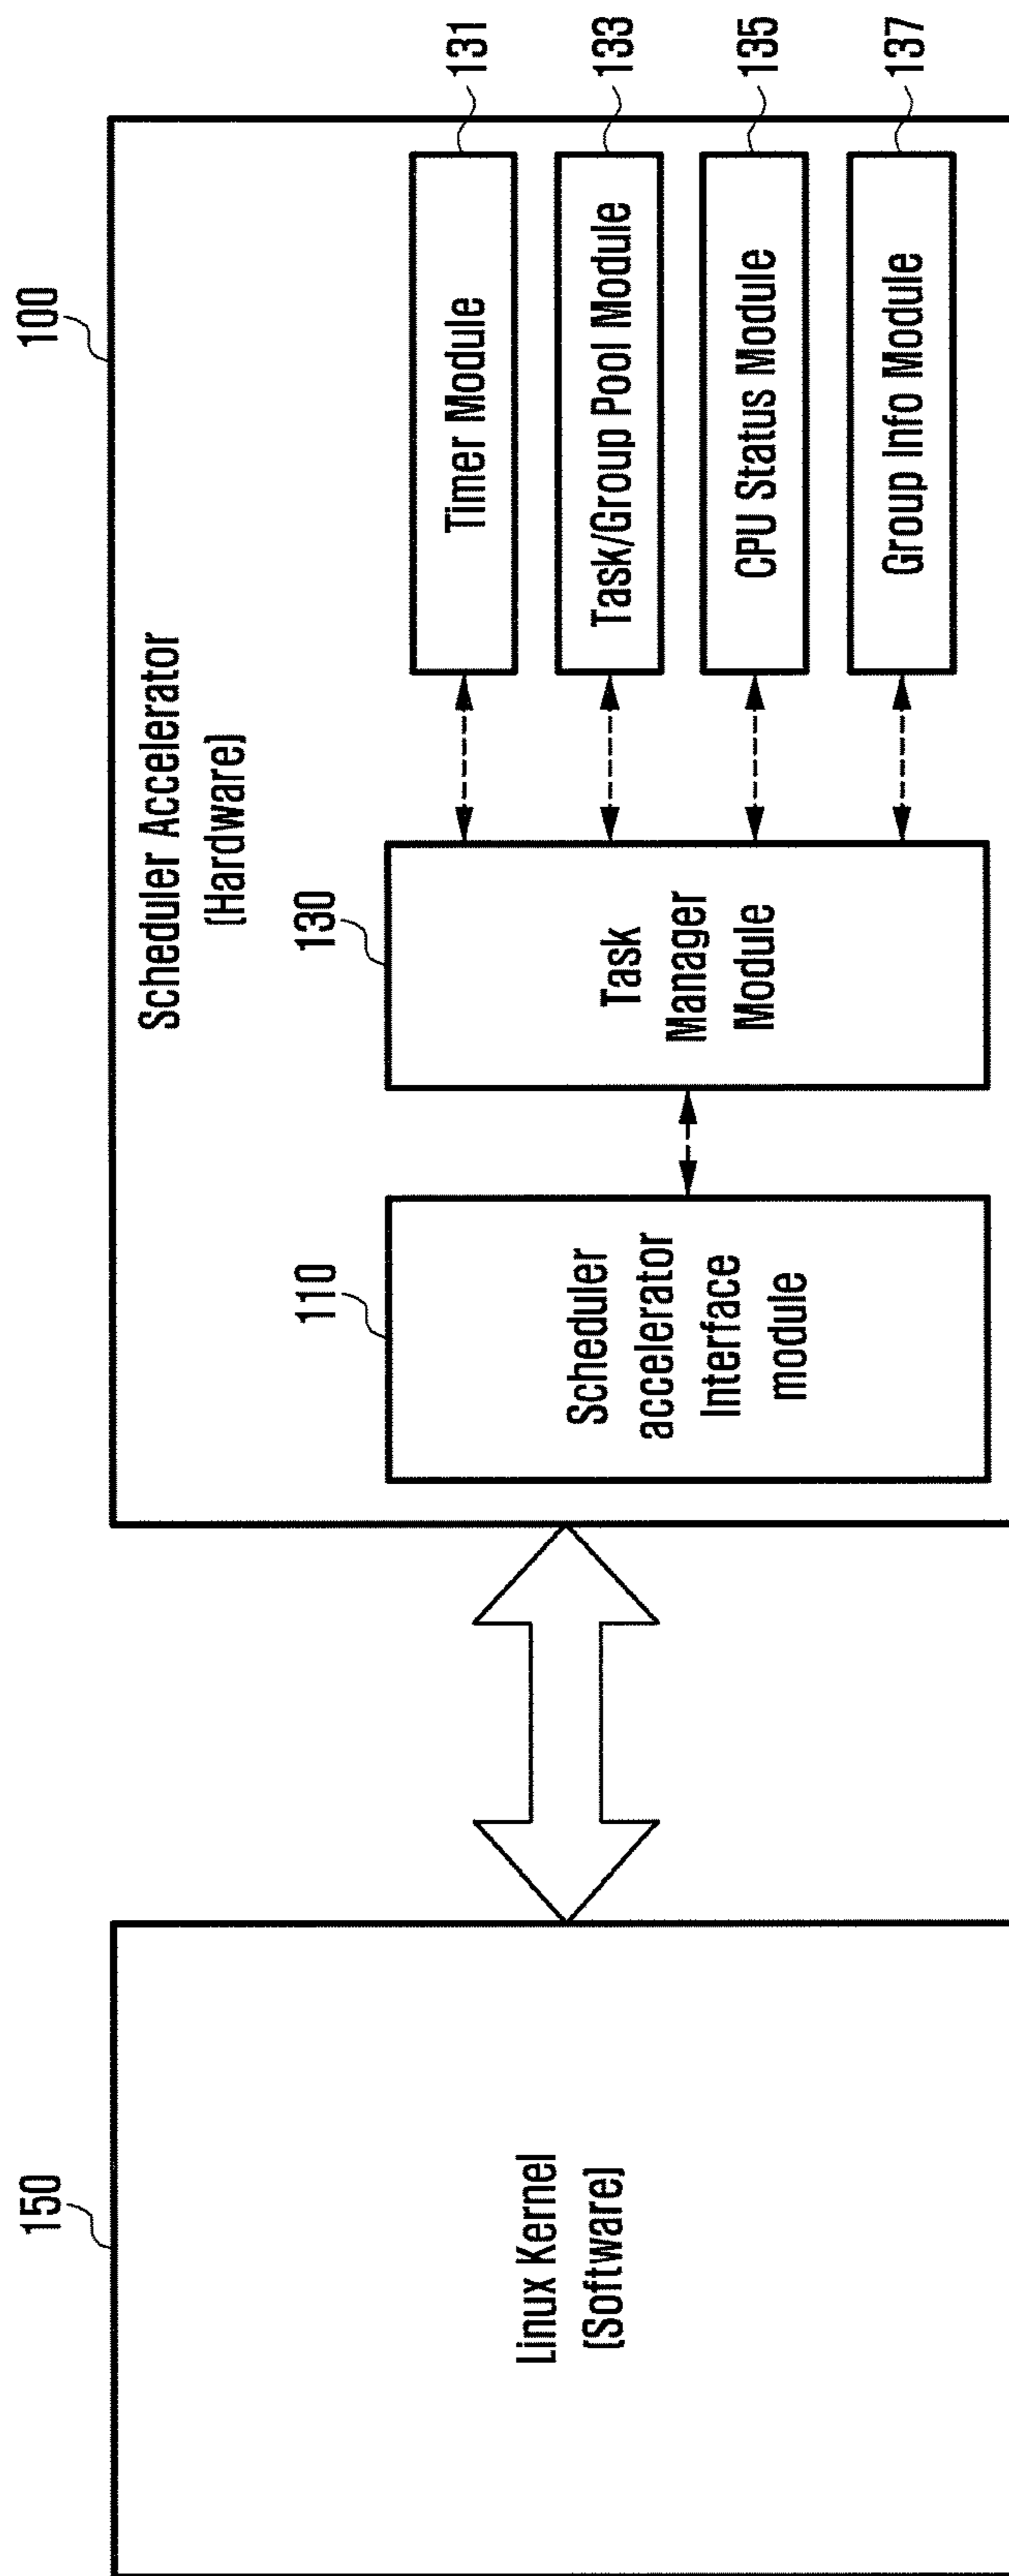 150
Linux Kernel
(Software)
100
Scheduler Accelerator
(Hardware)
110
Scheduler
accelerator
Interface
module
130
Task
Manager
Module
Timer Module
131
Task/Group Pool Module
133
CPU Status Module
135
Group Info Module
137